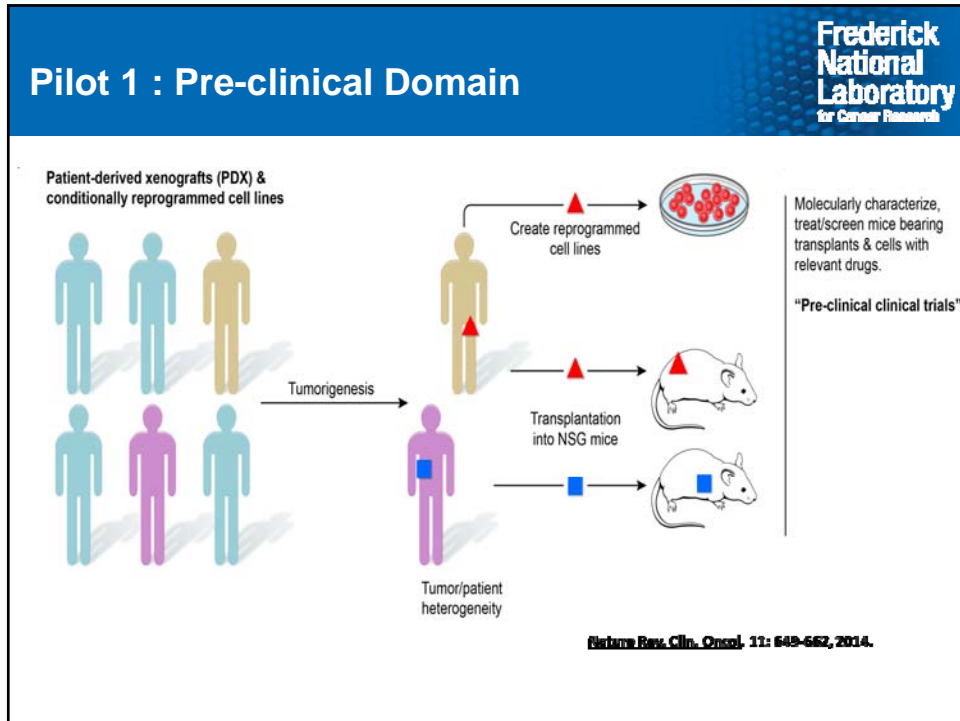 Pilot 1 : Pre-clinical Domain
Frederick
National
Laboratory
for Cancer Research
Patient-derived xenografts (PDX) &
conditionally reprogrammed cell lines
Create reprogrammed
cell lines
Molecularly characterize,
treat/screen mice bearing
transplants & cells with
relevant drugs.
"Pre-clinical clinical trials"
Tumorigenesis
Transplantation
into NSG mice
Tumor/patient
heterogeneity
Nature Rev. Clin. Oncol. 11: 649-662, 2014.